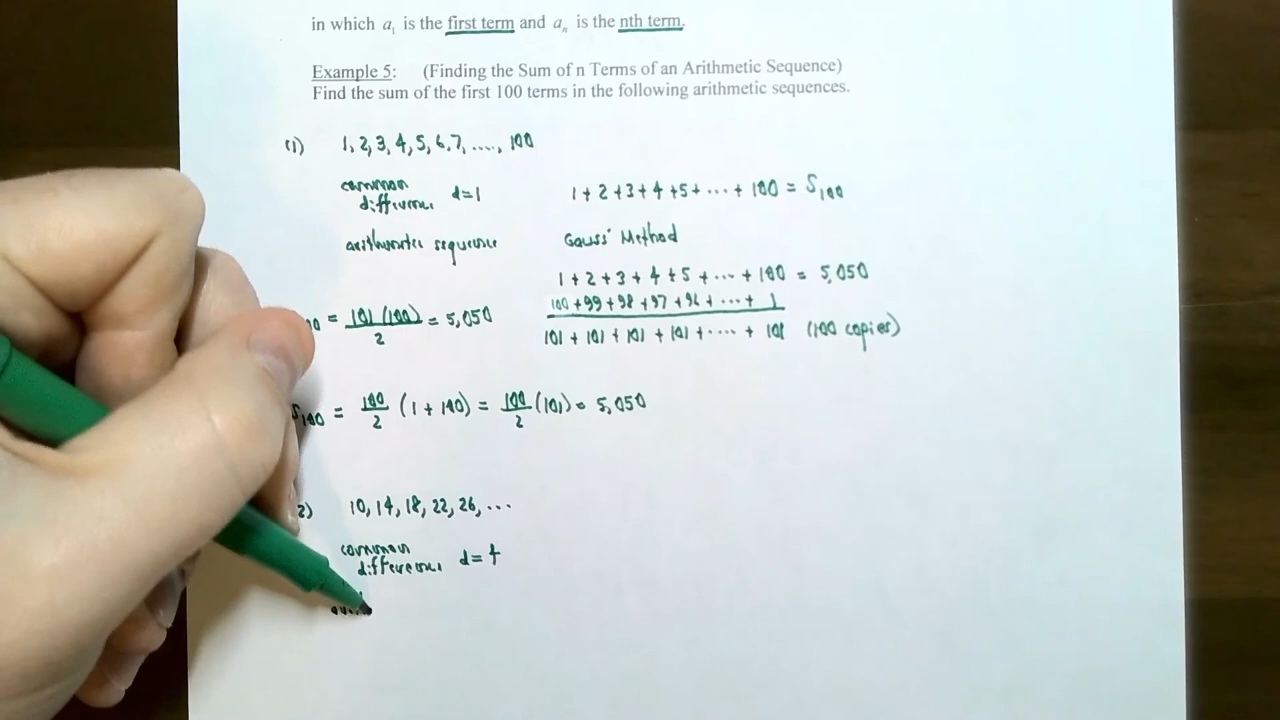 in which a₁ is the first term and aₙ is the nth term.
Example 5: (Finding the Sum of n Terms of an Arithmetic Sequence)
Find the sum of the first 100 terms in the following arithmetic sequences.
(1) 1, 2, 3, 4, 5, 6, 7, ...., 100
common
difference d=1
1+2+3+4+5+...+100 = S₁₀₀
arithmetic sequence
Gauss' Method
1+2+3+4+5+...+100 = 5,050
100+99+98+97+96+...+1
101+101+101+101+....+101 (100 copies)
= 101(100)/2 = 5,050
S₁₀₀ = 100/2 (1+100) = 100/2 (101) = 5,050
2) 10, 14, 18, 22, 26, ...
common
difference d=4